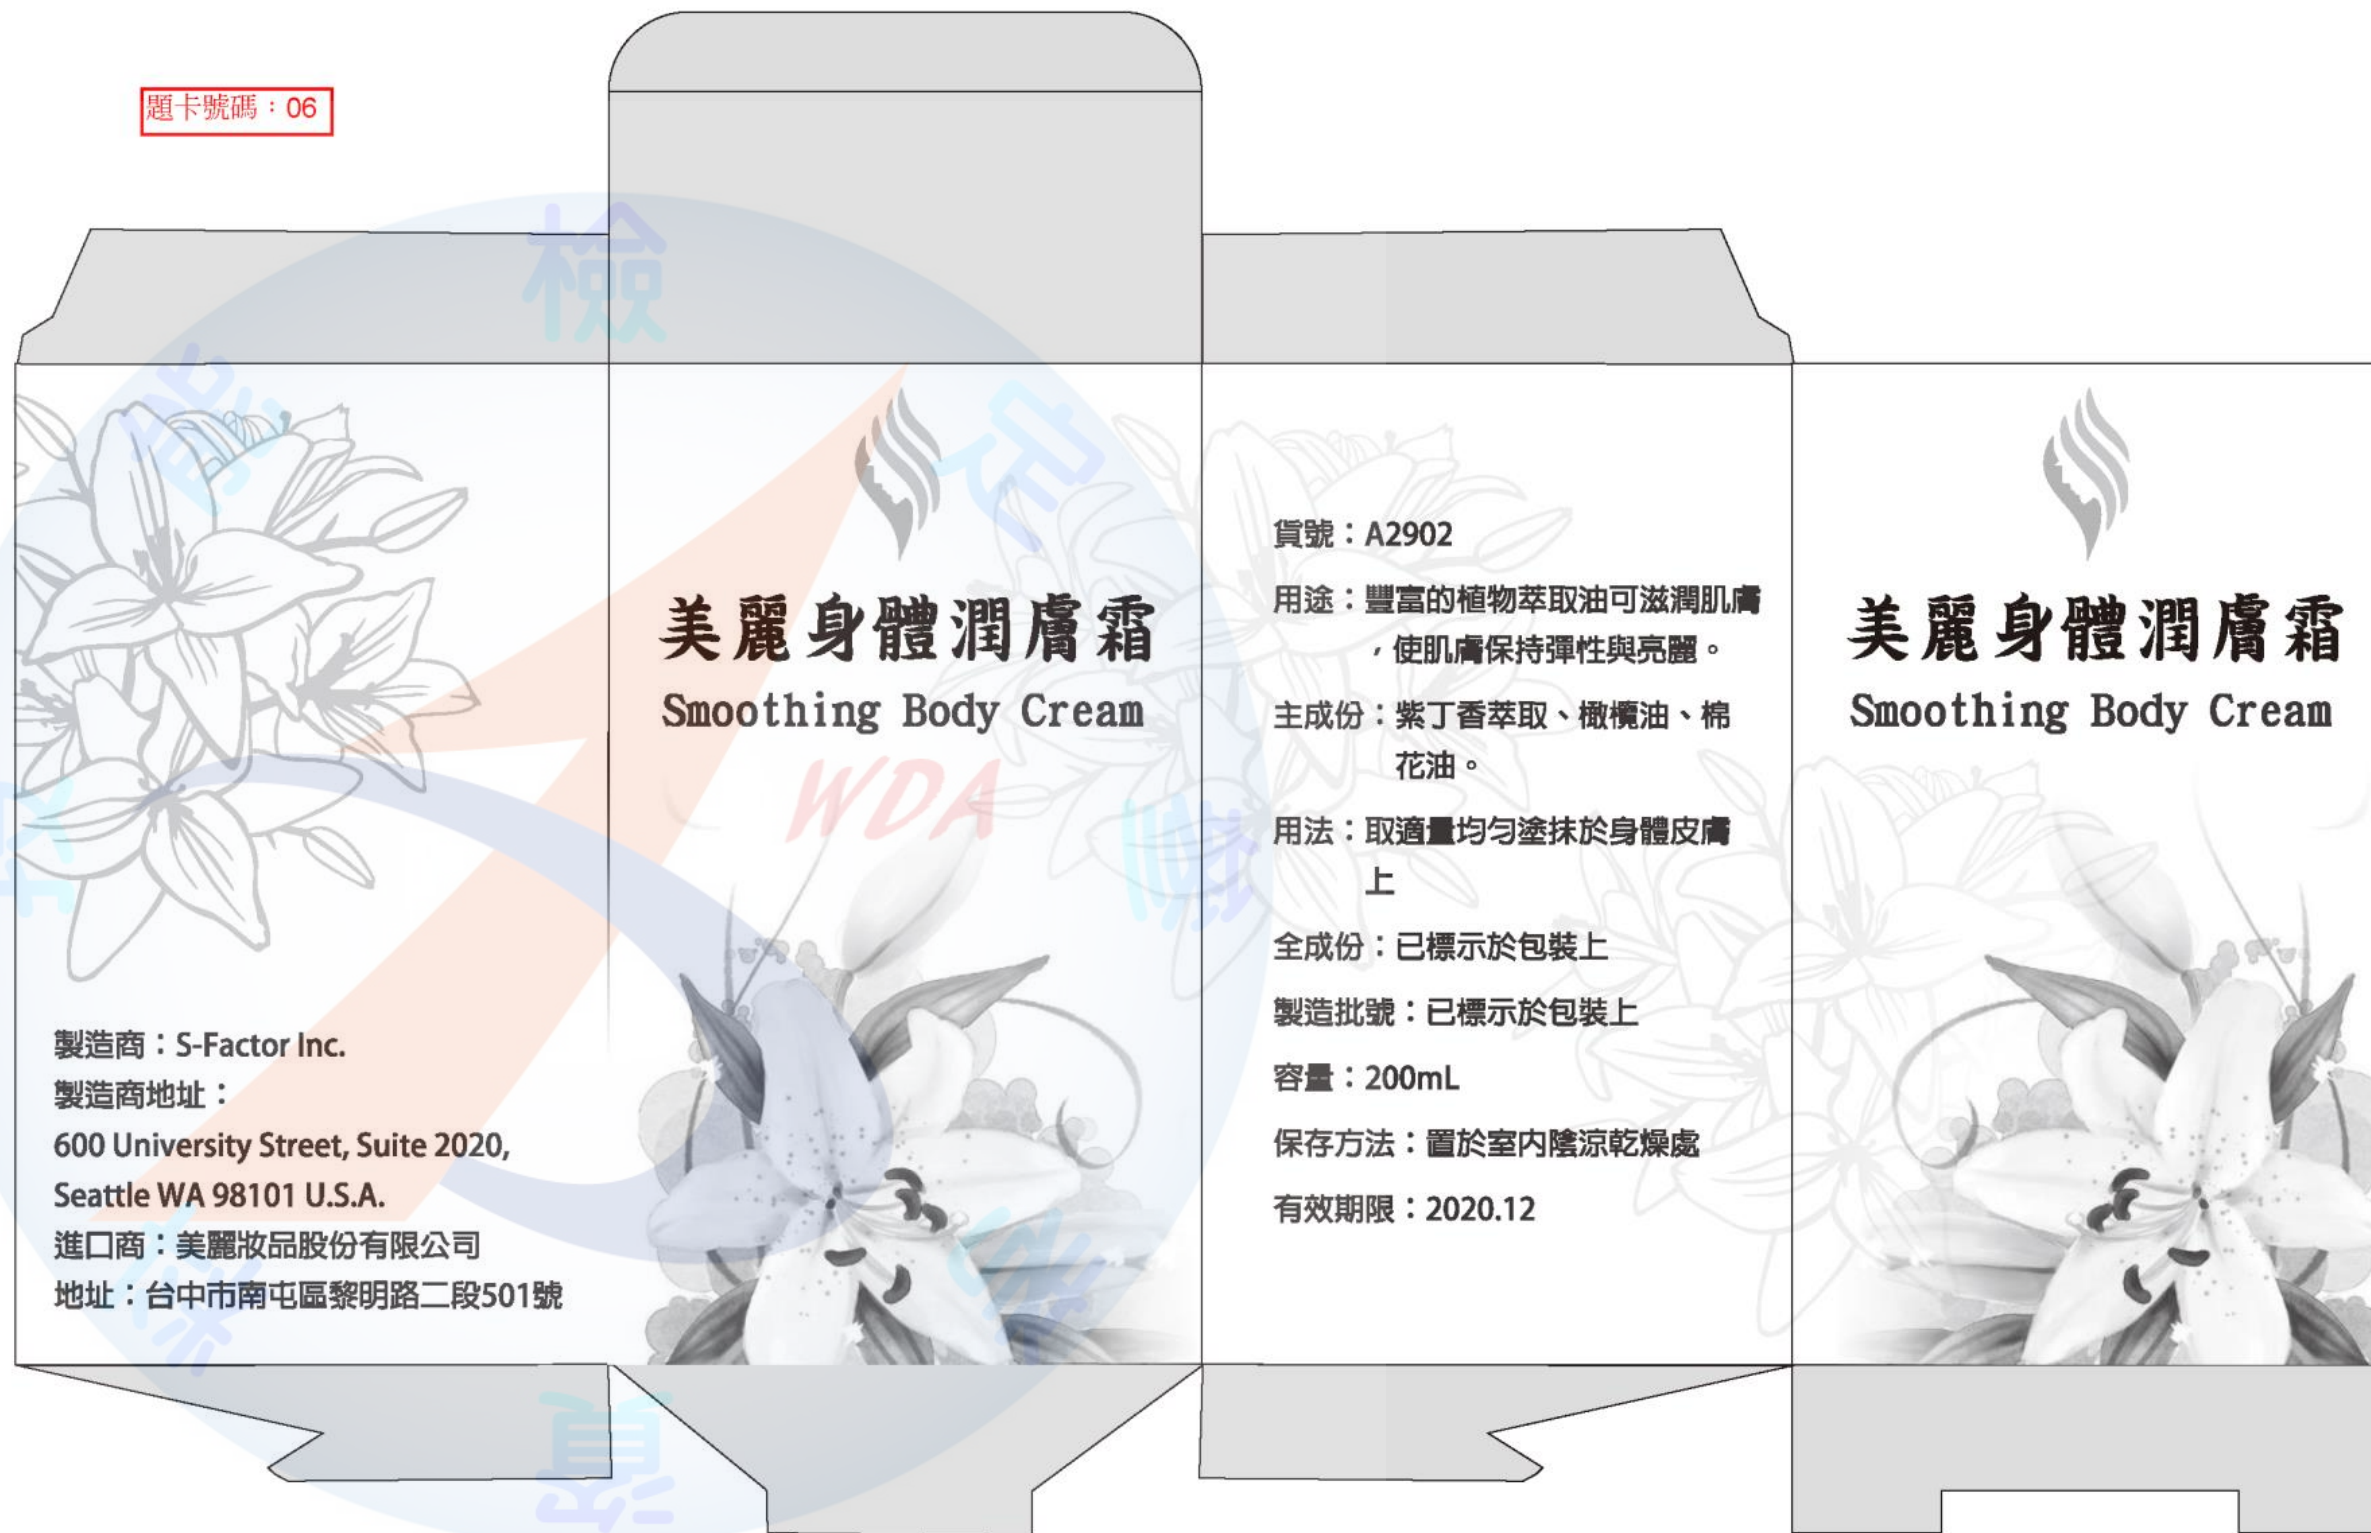 題卡號碼：06
製造商：S-Factor Inc.
製造商地址：
600 University Street, Suite 2020,
Seattle WA 98101 U.S.A.
進口商：美麗妝品股份有限公司
地址：台中市南屯區黎明路二段501號
美麗身體潤膚霜
Smoothing Body Cream
WDA
貨號：A2902
用途：豐富的植物萃取油可滋潤肌膚
，使肌膚保持彈性與亮麗。
主成份：紫丁香萃取、橄欖油、棉
花油。
用法：取適量均勻塗抹於身體皮膚
上
全成份：已標示於包裝上
製造批號：已標示於包裝上
容量：200mL
保存方法：置於室內陰涼乾燥處
有效期限：2020.12
美麗身體潤膚霜
Smoothing Body Cream